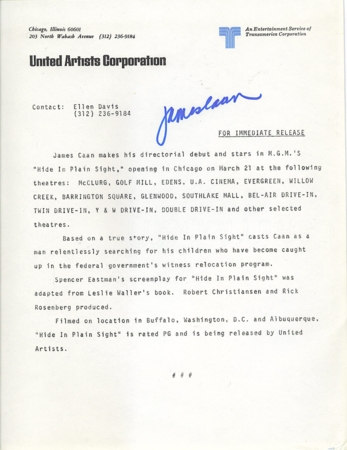 Chicago, Illinois 60601
203 North Wabash Avenue (312) 236-9184
An Entertainment Service of
Transamerica Corporation
United Artists Corporation
Contact: Ellen Davis
(312) 236-9184
James Caan
FOR IMMEDIATE RELEASE
James Caan makes his directorial debut and stars in M.G.M.'S
"Hide In Plain Sight," opening in Chicago on March 21 at the following
theatres: McCLURG, GOLF MILL, EDENS, U.A. CINEMA, EVERGREEN, WILLOW
CREEK, BARRINGTON SQUARE, GLENWOOD, SOUTHLAKE MALL, BEL-AIR DRIVE-IN,
TWIN DRIVE-IN, Y & W DRIVE-IN, DOUBLE DRIVE-IN and other selected
theatres.
Based on a true story, "Hide In Plain Sight" casts Caan as a
man relentlessly searching for his children who have become caught
up in the federal government's witness relocation program.
Spencer Eastman's screenplay for "Hide In Plain Sight" was
adapted from Leslie Waller's book. Robert Christiansen and Rick
Rosenberg produced.
Filmed on location in Buffalo, Washington, D.C. and Albuquerque,
"Hide In Plain Sight" is rated PG and is being released by United
Artists.
# # #